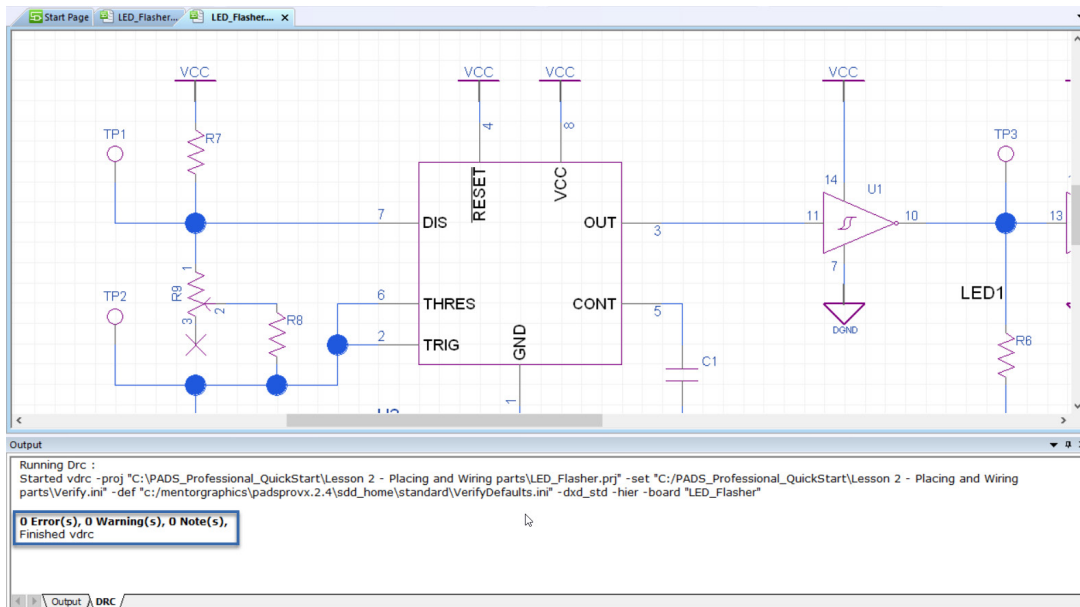 Start Page LED_Flasher... LED_Flasher....
VCC VCC VCC VCC
TP1 R7 4 8 TP3
14 U1
RESET VCC
7 DIS OUT 3 11 10 13
1
TP2 R9 2 6 THRES CONT 5 7 LED1
3 R8 DGND
2 TRIG GND C1 R6
1
Output
Running Drc :
Started vdrc -proj "C:\PADS_Professional_QuickStart\Lesson 2 - Placing and Wiring parts\LED_Flasher.prj" -set "C:/PADS_Professional_QuickStart\Lesson 2 - Placing and Wiring
parts\Verify.ini" -def "c:/mentorgraphics\padsprovx.2.4\sdd_home\standard\VerifyDefaults.ini" -dxd_std -hier -board "LED_Flasher"
0 Error(s), 0 Warning(s), 0 Note(s),
Finished vdrc
Output DRC